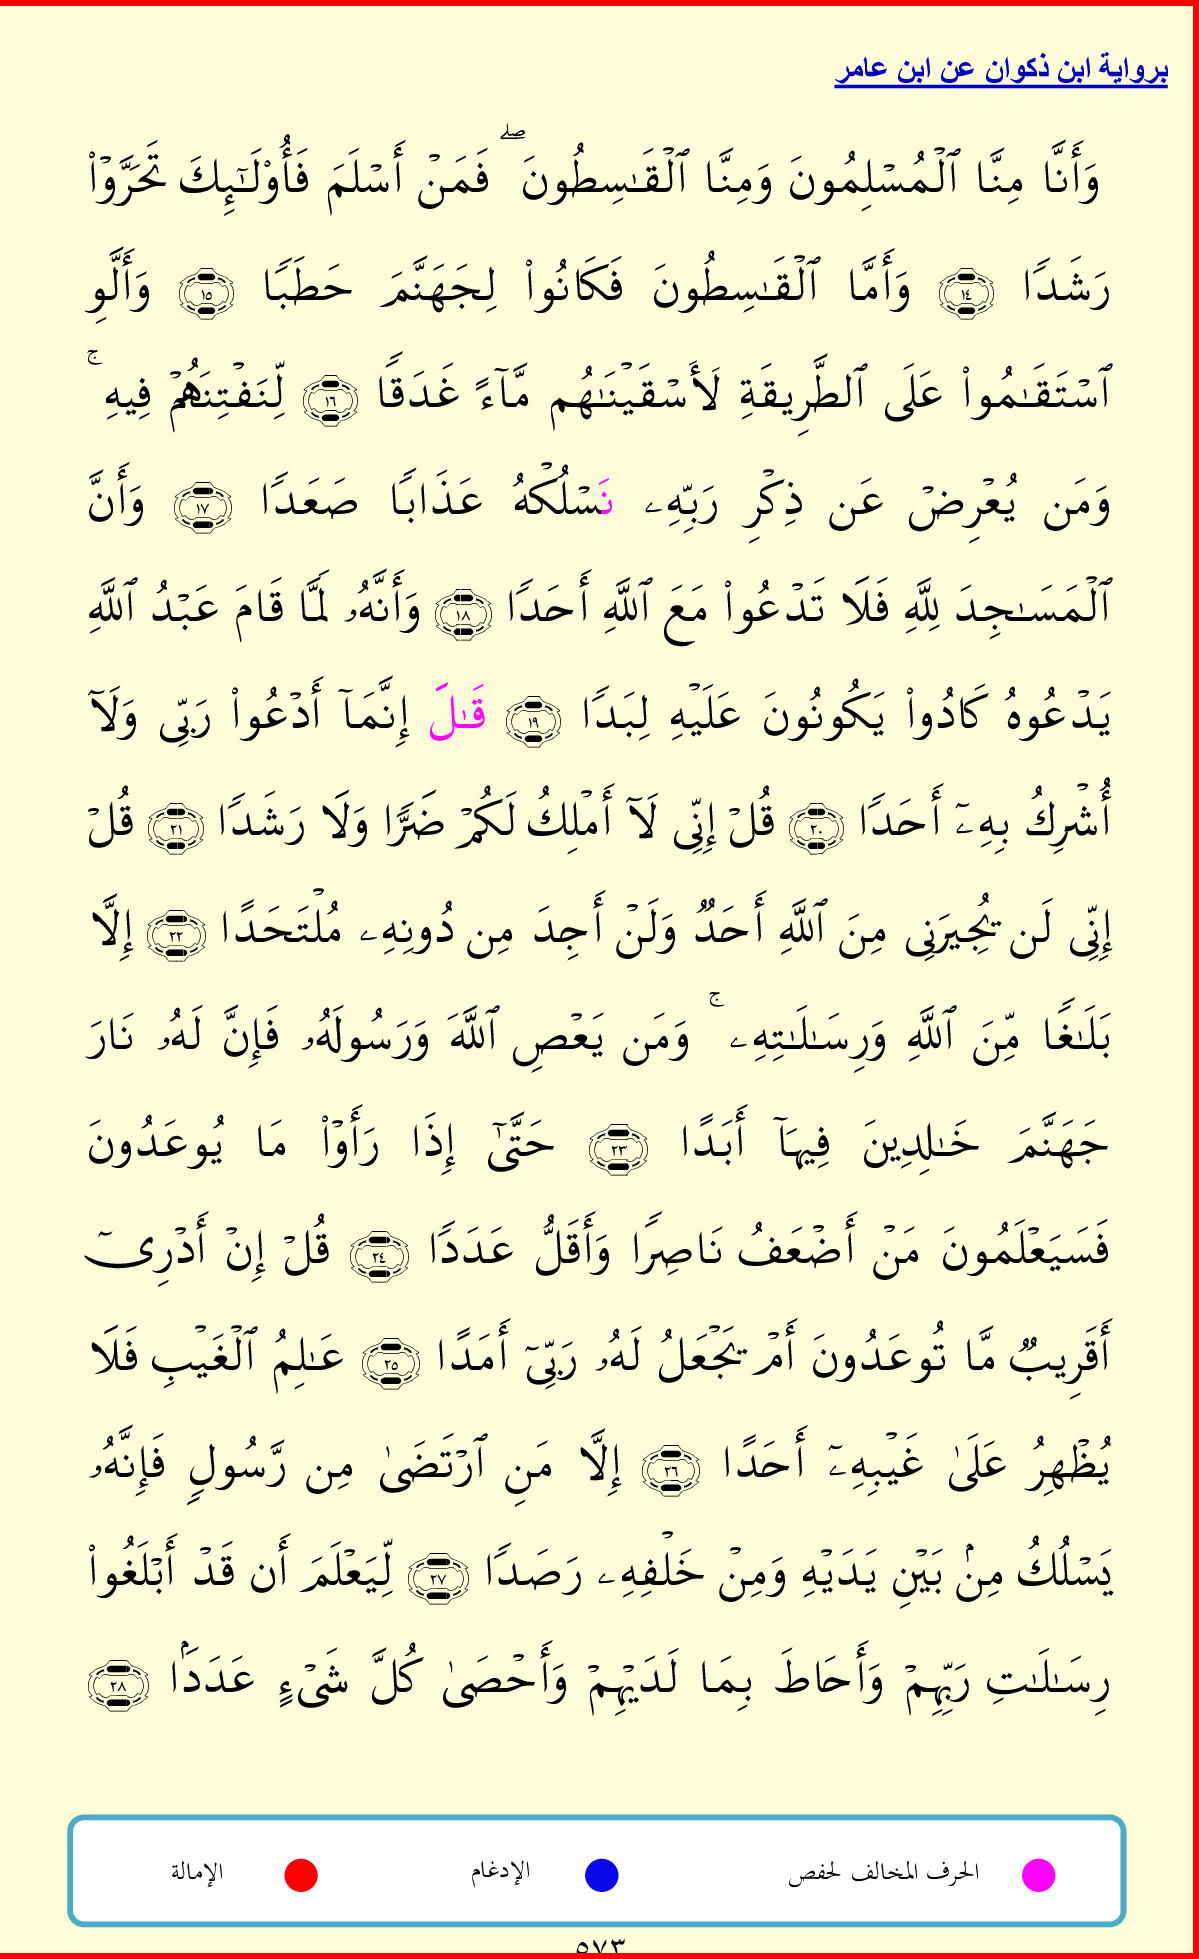 برواية ابن ذكوان عن ابن عامر
وَأَنَّا مِنَّا ٱلْمُسْلِمُونَ وَمِنَّا ٱلْقَـٰسِطُونَ ۖ فَمَنْ أَسْلَمَ فَأُو۟لَـٰٓئِكَ تَحَرَّوْا۟
رَشَدًا ١٤ وَأَمَّا ٱلْقَـٰسِطُونَ فَكَانُوا۟ لِجَهَنَّمَ حَطَبًا ١٥ وَأَلَّوِ
ٱسْتَقَـٰمُوا۟ عَلَى ٱلطَّرِيقَةِ لَأَسْقَيْنَـٰهُم مَّآءً غَدَقًا ١٦ لِّنَفْتِنَهُمْ فِيهِ ۚ
وَمَن يُعْرِضْ عَن ذِكْرِ رَبِّهِۦ نَسْلُكْهُ عَذَابًا صَعَدًا ١٧ وَأَنَّ
ٱلْمَسَـٰجِدَ لِلَّهِ فَلَا تَدْعُوا۟ مَعَ ٱللَّهِ أَحَدًا ١٨ وَأَنَّهُۥ لَمَّا قَامَ عَبْدُ ٱللَّهِ
يَدْعُوهُ كَادُوا۟ يَكُونُونَ عَلَيْهِ لِبَدًا ١٩ قَـٰلَ إِنَّمَآ أَدْعُوا۟ رَبِّى وَلَآ
أُشْرِكُ بِهِۦٓ أَحَدًا ٢٠ قُلْ إِنِّى لَآ أَمْلِكُ لَكُمْ ضَرًّا وَلَا رَشَدًا ٢١ قُلْ
إِنِّى لَن يُجِيرَنِى مِنَ ٱللَّهِ أَحَدٌ وَلَنْ أَجِدَ مِن دُونِهِۦ مُلْتَحَدًا ٢٢ إِلَّا
بَلَـٰغًا مِّنَ ٱللَّهِ وَرِسَـٰلَـٰتِهِۦ ۚ وَمَن يَعْصِ ٱللَّهَ وَرَسُولَهُۥ فَإِنَّ لَهُۥ نَارَ
جَهَنَّمَ خَـٰلِدِينَ فِيهَآ أَبَدًا ٢٣ حَتَّىٰٓ إِذَا رَأَوْا۟ مَا يُوعَدُونَ
فَسَيَعْلَمُونَ مَنْ أَضْعَفُ نَاصِرًا وَأَقَلُّ عَدَدًا ٢٤ قُلْ إِنْ أَدْرِىٓ
أَقَرِيبٌ مَّا تُوعَدُونَ أَمْ يَجْعَلُ لَهُۥ رَبِّىٓ أَمَدًا ٢٥ عَـٰلِمُ ٱلْغَيْبِ فَلَا
يُظْهِرُ عَلَىٰ غَيْبِهِۦٓ أَحَدًا ٢٦ إِلَّا مَنِ ٱرْتَضَىٰ مِن رَّسُولٍ فَإِنَّهُۥ
يَسْلُكُ مِنۢ بَيْنِ يَدَيْهِ وَمِنْ خَلْفِهِۦ رَصَدًا ٢٧ لِّيَعْلَمَ أَن قَدْ أَبْلَغُوا۟
رِسَـٰلَـٰتِ رَبِّهِمْ وَأَحَاطَ بِمَا لَدَيْهِمْ وَأَحْصَىٰ كُلَّ شَىْءٍ عَدَدَۢا ٢٨
الحرف المخالف لحفص الإدغام الإمالة
٥٧٣